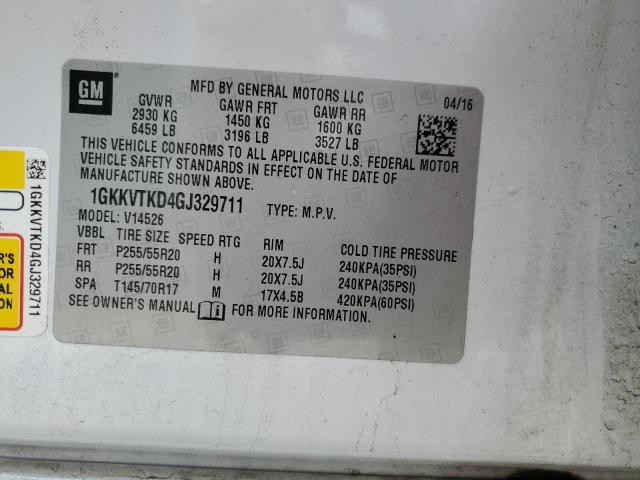 GM
MFD BY GENERAL MOTORS LLC
04/16
GVWR GAWR FRT GAWR RR
2930 KG 1450 KG 1600 KG
6459 LB 3196 LB 3527 LB
THIS VEHICLE CONFORMS TO ALL APPLICABLE U.S. FEDERAL MOTOR
VEHICLE SAFETY STANDARDS IN EFFECT ON THE DATE OF
MANUFACTURE SHOWN ABOVE.
1GKKVTKD4GJ329711 TYPE: M.P.V.
MODEL: V14526
VBBL TIRE SIZE SPEED RTG RIM COLD TIRE PRESSURE
FRT P255/55R20 H 20X7.5J 240KPA(35PSI)
RR P255/55R20 H 20X7.5J 240KPA(35PSI)
SPA T145/70R17 M 17X4.5B 420KPA(60PSI)
SEE OWNER'S MANUAL FOR MORE INFORMATION.
1GKKVTKD4GJ329711